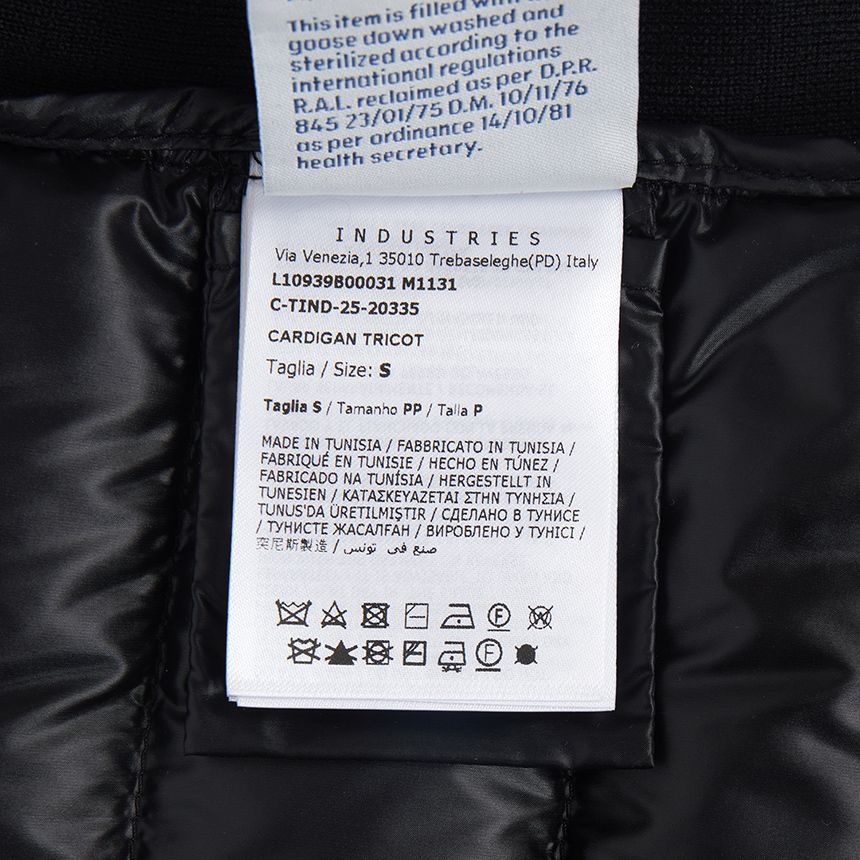 This item is filled with
goose down washed and
sterilized according to the
international regulations
R.A.L. reclaimed as per D.P.R.
845 23/01/75 D.M. 10/11/76
as per ordinance 14/10/81
health secretary.
INDUSTRIES
Via Venezia,1 35010 Trebaseleghe(PD) Italy
L10939B00031 M1131
C-TIND-25-20335
CARDIGAN TRICOT
Taglia / Size: S
Taglia S / Tamanho PP / Talla P
MADE IN TUNISIA / FABBRICATO IN TUNISIA /
FABRIQUÉ EN TUNISIE / HECHO EN TÚNEZ /
FABRICADO NA TUNÍSIA / HERGESTELLT IN
TUNESIEN / ΚΑΤΑΣΚΕΥΑΖΕΤΑΙ ΣΤΗΝ ΤΥΝΗΣΙΑ /
TUNUS'DA ÜRETİLMIŞTIR / СДЕЛАНО В ТУНИСЕ
/ ТУНИСТЕ ЖАСАЛҒАН / ВИРОБЛЕНО У ТУНІСІ /
突尼斯製造 / صنع في تونس /
F W
F